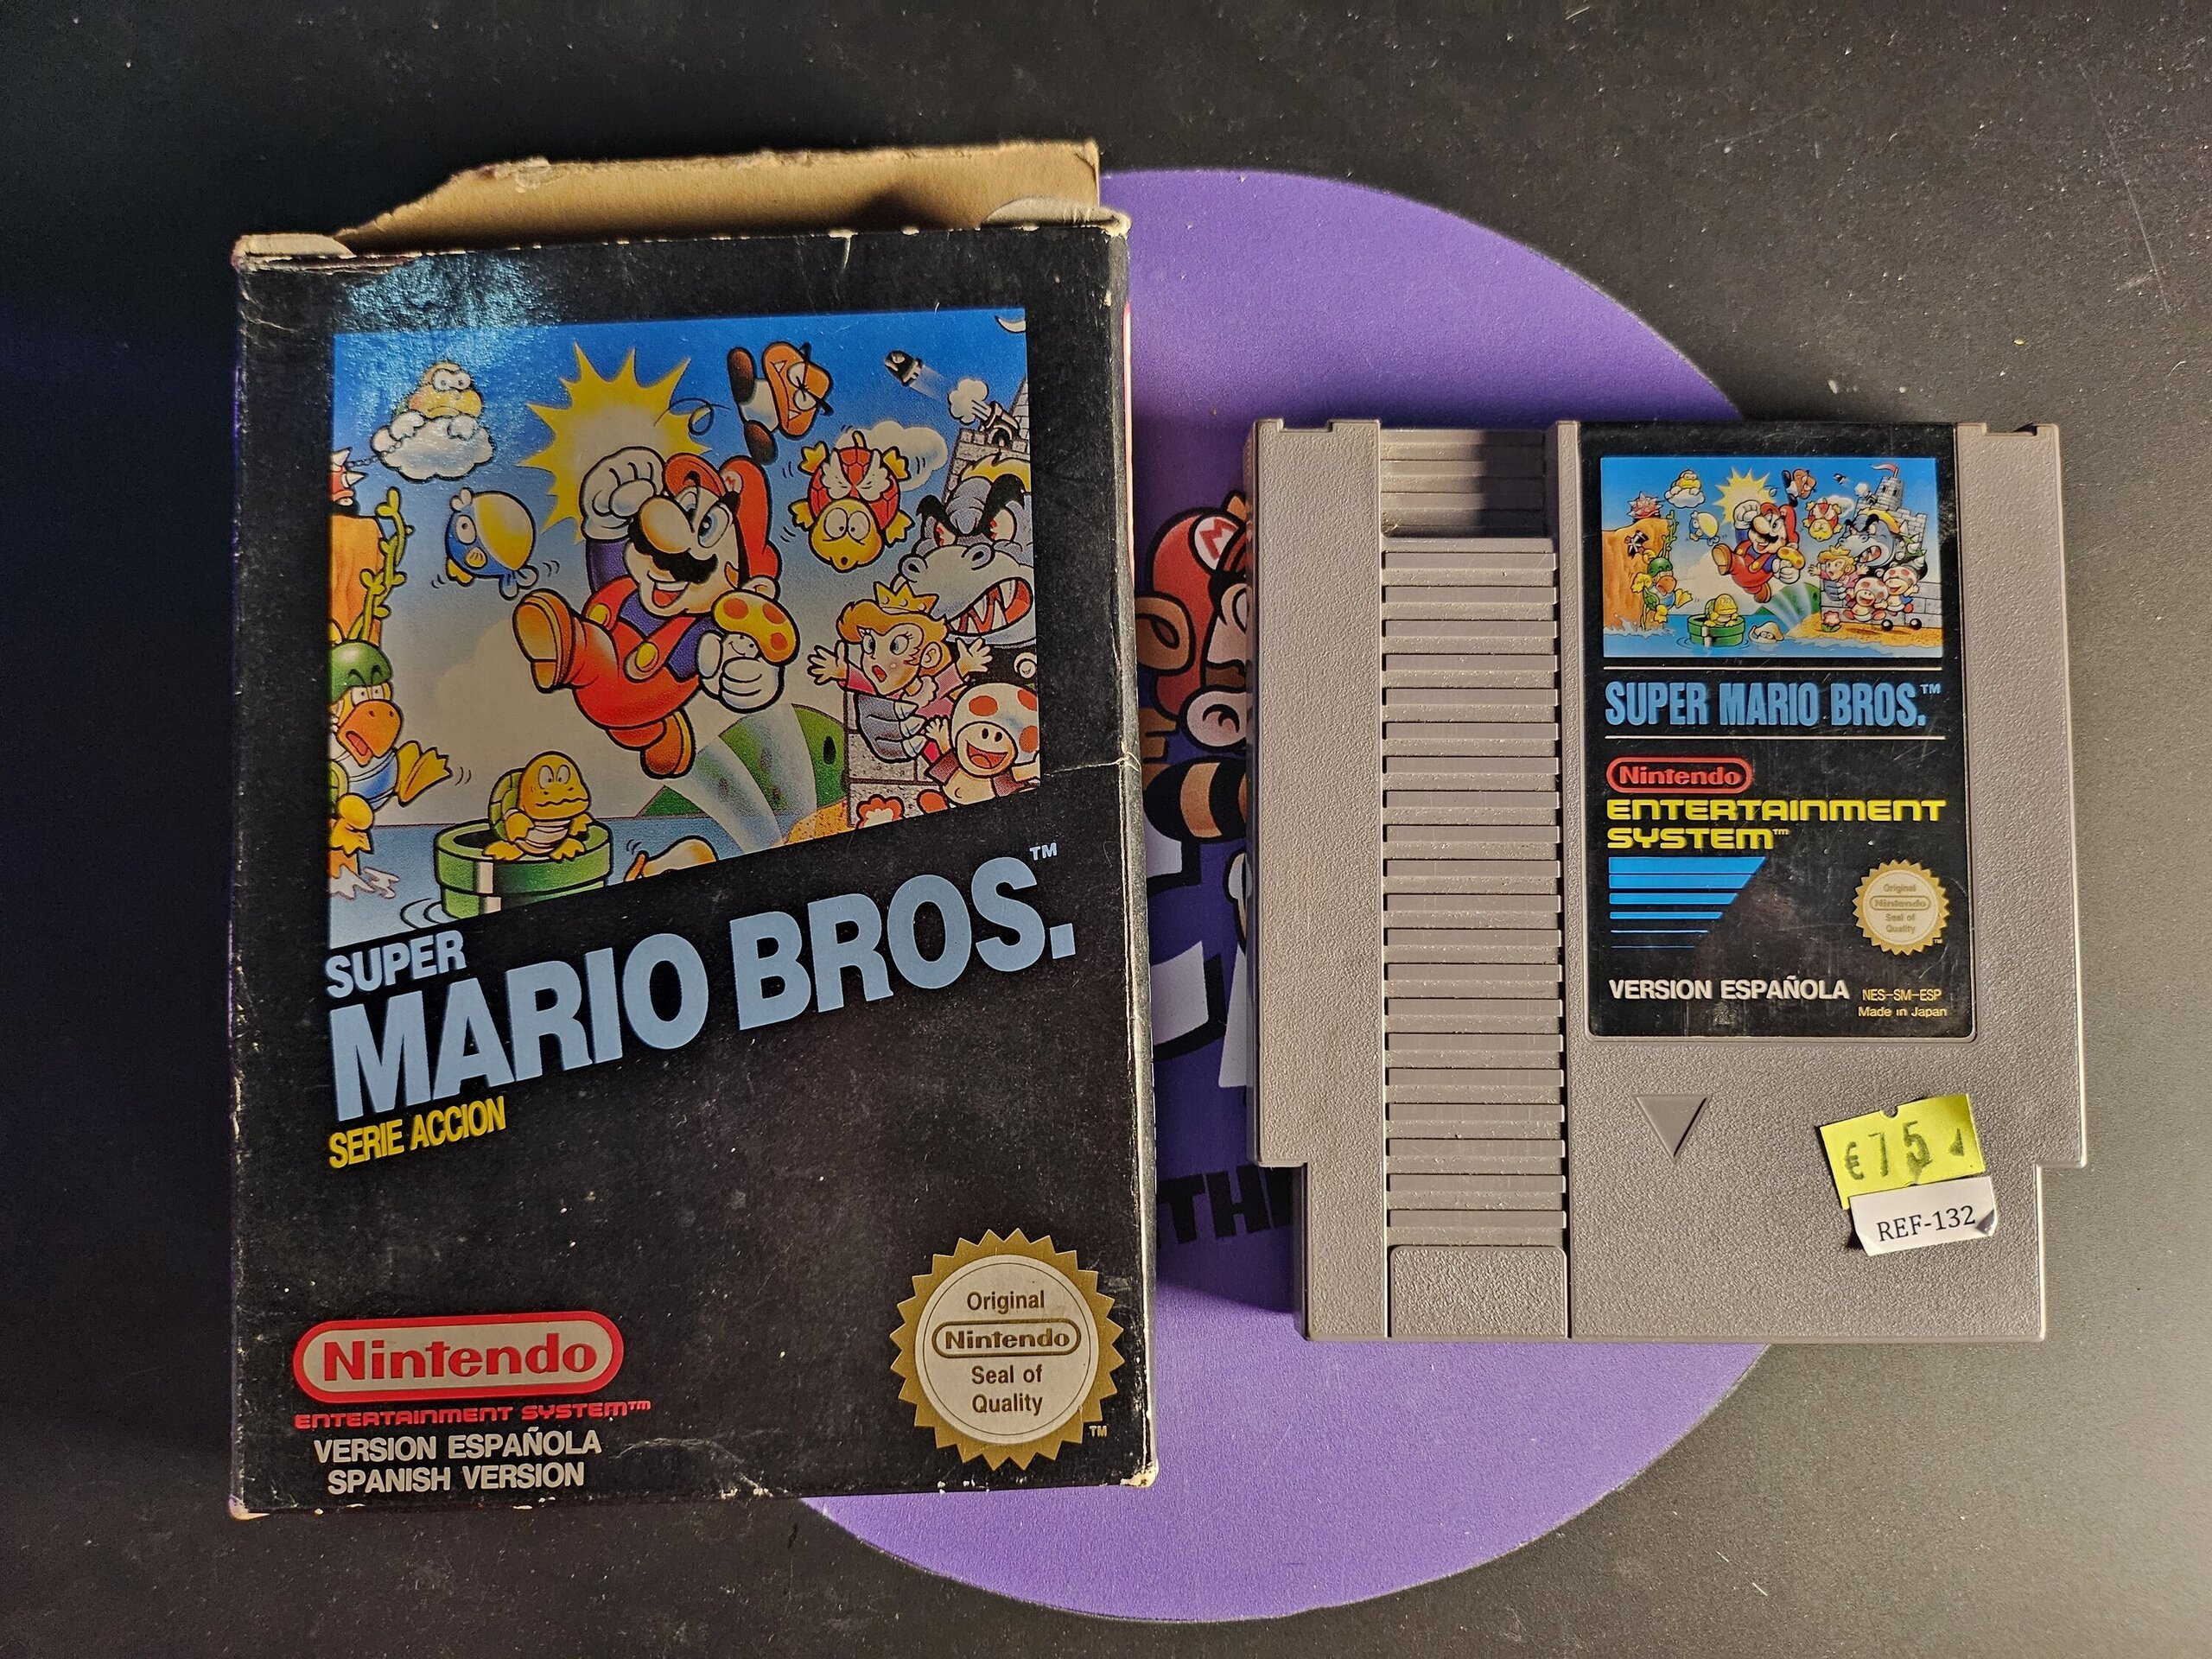 SUPER
MARIO BROS.™
SERIE ACCION
Nintendo
ENTERTAINMENT SYSTEM™
VERSION ESPAÑOLA
SPANISH VERSION
Original
Nintendo
Seal of
Quality
TM
M
TH
SUPER MARIO BROS.™
Nintendo
ENTERTAINMENT
SYSTEM™
Original
Nintendo
Seal of
Quality
TM
VERSION ESPAÑOLA
NES-SM-ESP
Made in Japan
€75
REF-132